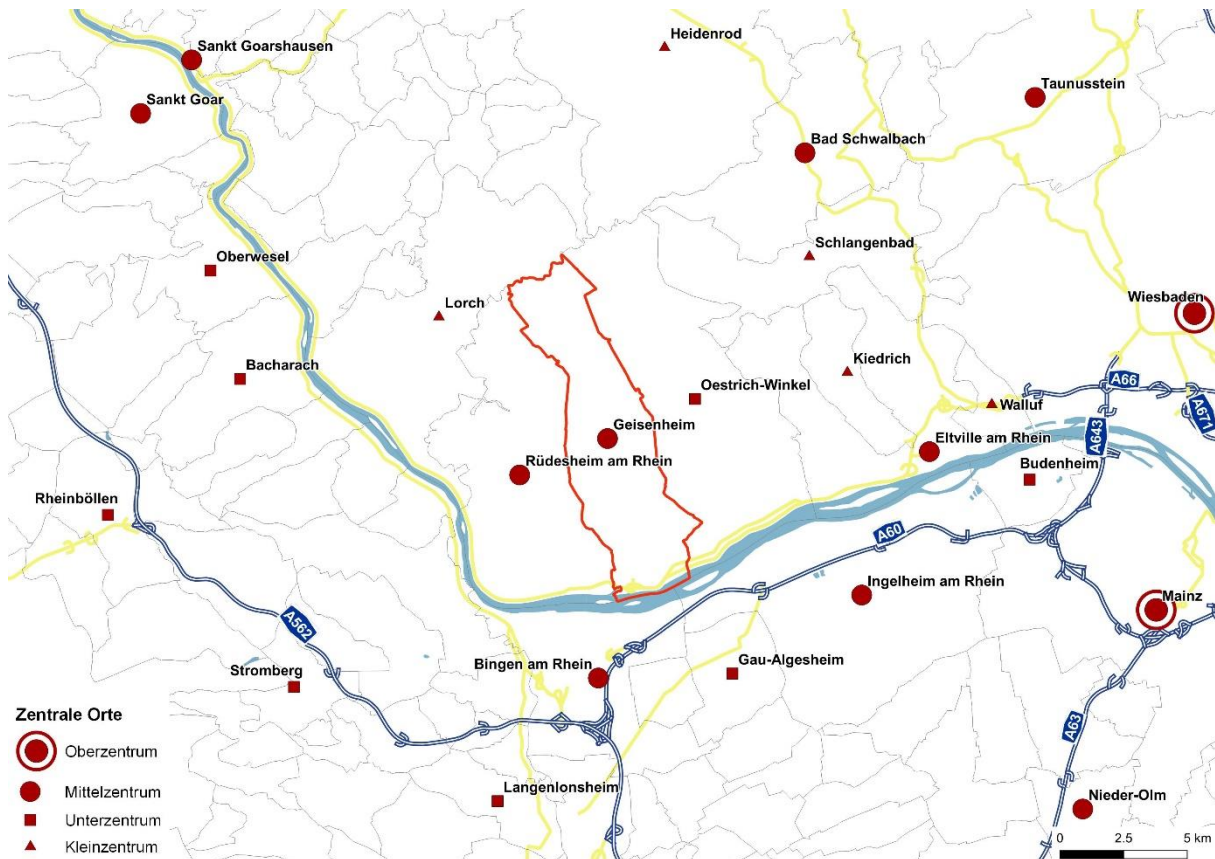 Sankt Goarshausen
Heidenrod
Sankt Goar
Taunusstein
Bad Schwalbach
Oberwesel
Schlangenbad
Lorch
Wiesbaden
Bacharach
Kiedrich
Oestrich-Winkel
A66
Walluf
A671
Geisenheim
Eltville am Rhein
A643
Rüdesheim am Rhein
Budenheim
Rheinböllen
A60
Ingelheim am Rhein
Mainz
A562
Stromberg
Bingen am Rhein
Gau-Algesheim
A63
Langenlonsheim
Nieder-Olm
Zentrale Orte
Oberzentrum
Mittelzentrum
Unterzentrum
Kleinzentrum
0 2.5 5 km